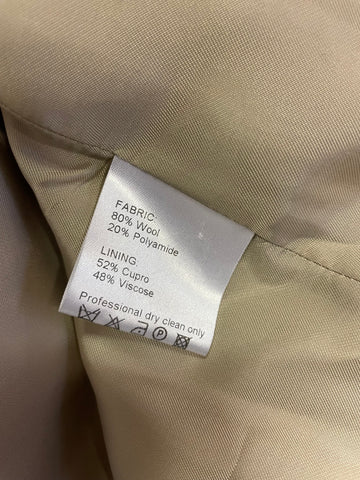 FABRIC:
80% Wool
20% Polyamide
LINING:
52% Cupro
48% Viscose
Professional dry clean only
P